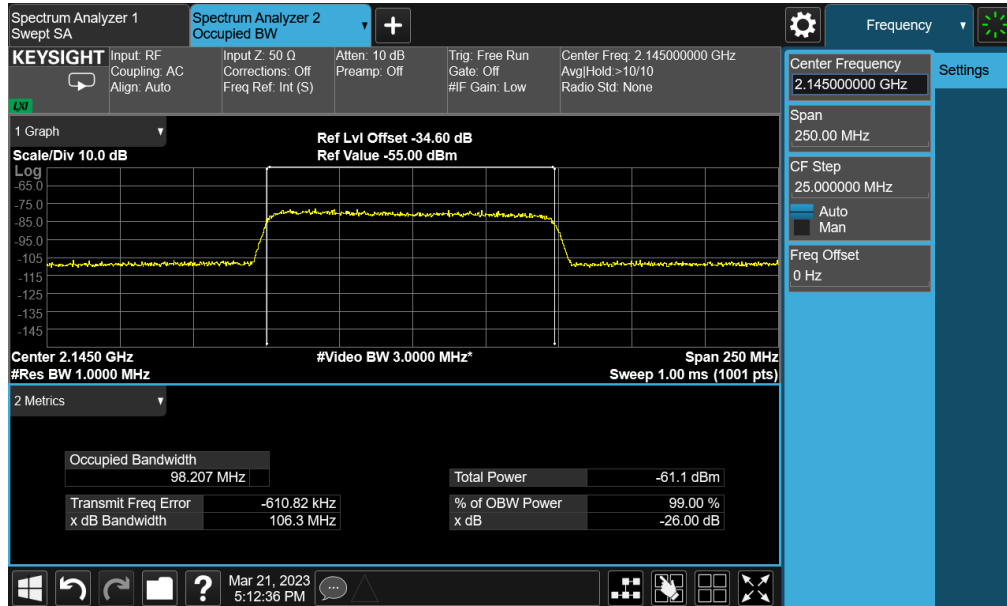 Spectrum Analyzer 1
Swept SA
Spectrum Analyzer 2
Occupied BW
+
Frequency
KEYSIGHT
LXI
Input: RF
Coupling: AC
Align: Auto
Input Z: 50 Ω
Corrections: Off
Freq Ref: Int (S)
Atten: 10 dB
Preamp: Off
Trig: Free Run
Gate: Off
#IF Gain: Low
Center Freq: 2.145000000 GHz
Avg|Hold:>10/10
Radio Std: None
Center Frequency
2.145000000 GHz
Settings
Span
250.00 MHz
CF Step
25.000000 MHz
Auto
Man
Freq Offset
0 Hz
1 Graph
Scale/Div 10.0 dB
Ref Lvl Offset -34.60 dB
Ref Value -55.00 dBm
Log
-65.0
-75.0
-85.0
-95.0
-105
-115
-125
-135
-145
Center 2.1450 GHz
#Video BW 3.0000 MHz*
Span 250 MHz
#Res BW 1.0000 MHz
Sweep 1.00 ms (1001 pts)
2 Metrics
Occupied Bandwidth
98.207 MHz
Total Power -61.1 dBm
Transmit Freq Error -610.82 kHz
% of OBW Power 99.00 %
x dB Bandwidth 106.3 MHz
x dB -26.00 dB
?
Mar 21, 2023
5:12:36 PM